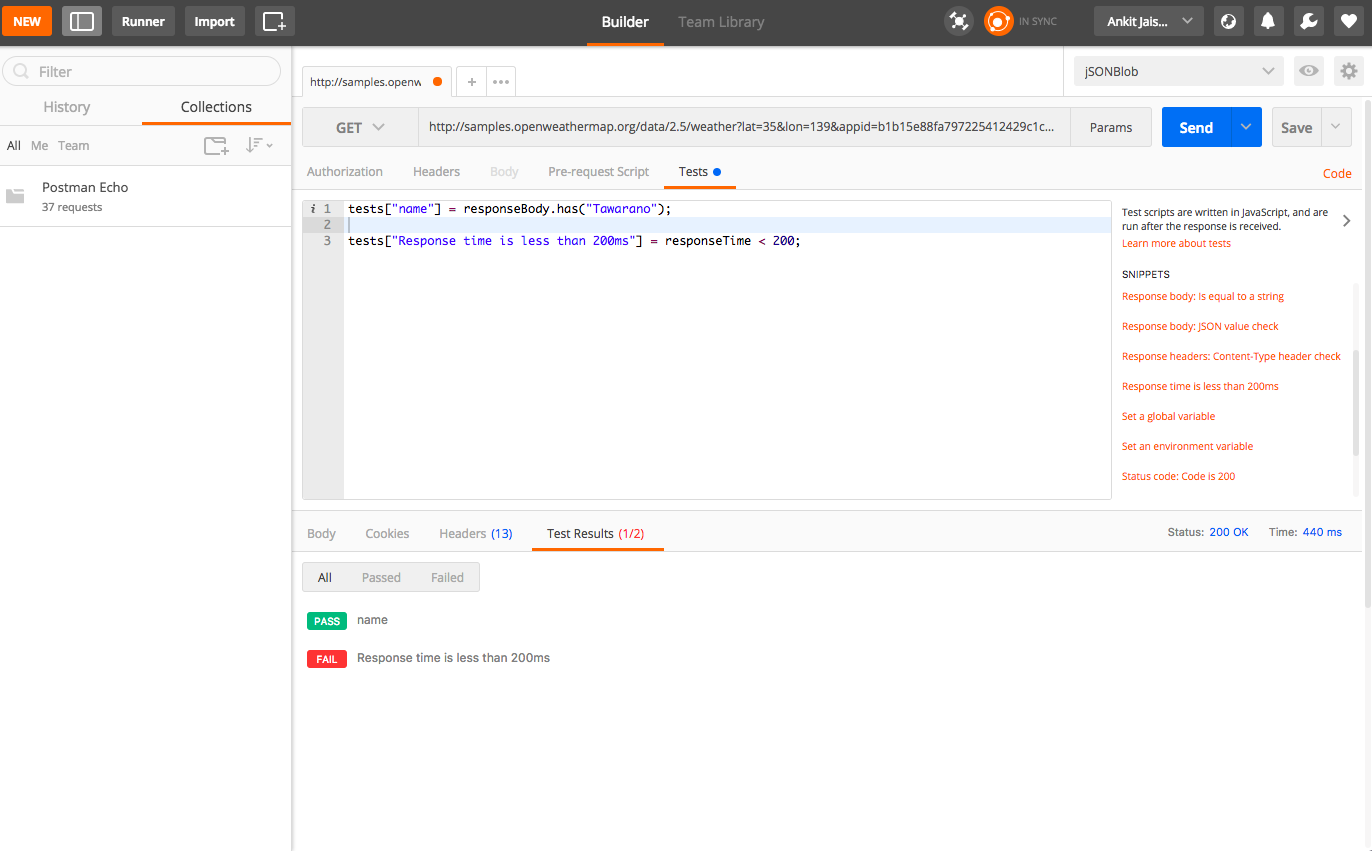 NEW Runner Import Builder Team Library IN SYNC Ankit Jais...
Filter
History Collections
All Me Team
Postman Echo
37 requests
http://samples.openw + •••
jSONBlob
GET http://samples.openweathermap.org/data/2.5/weather?lat=35&lon=139&appid=b1b15e88fa797225412429c1c... Params Send Save
Authorization Headers Body Pre-request Script Tests Code
i 1 tests["name"] = responseBody.has("Tawarano");
2
3 tests["Response time is less than 200ms"] = responseTime < 200;
Test scripts are written in JavaScript, and are
run after the response is received.
Learn more about tests
SNIPPETS
Response body: Is equal to a string
Response body: JSON value check
Response headers: Content-Type header check
Response time is less than 200ms
Set a global variable
Set an environment variable
Status code: Code is 200
Body Cookies Headers (13) Test Results (1/2) Status: 200 OK Time: 440 ms
All Passed Failed
PASS name
FAIL Response time is less than 200ms